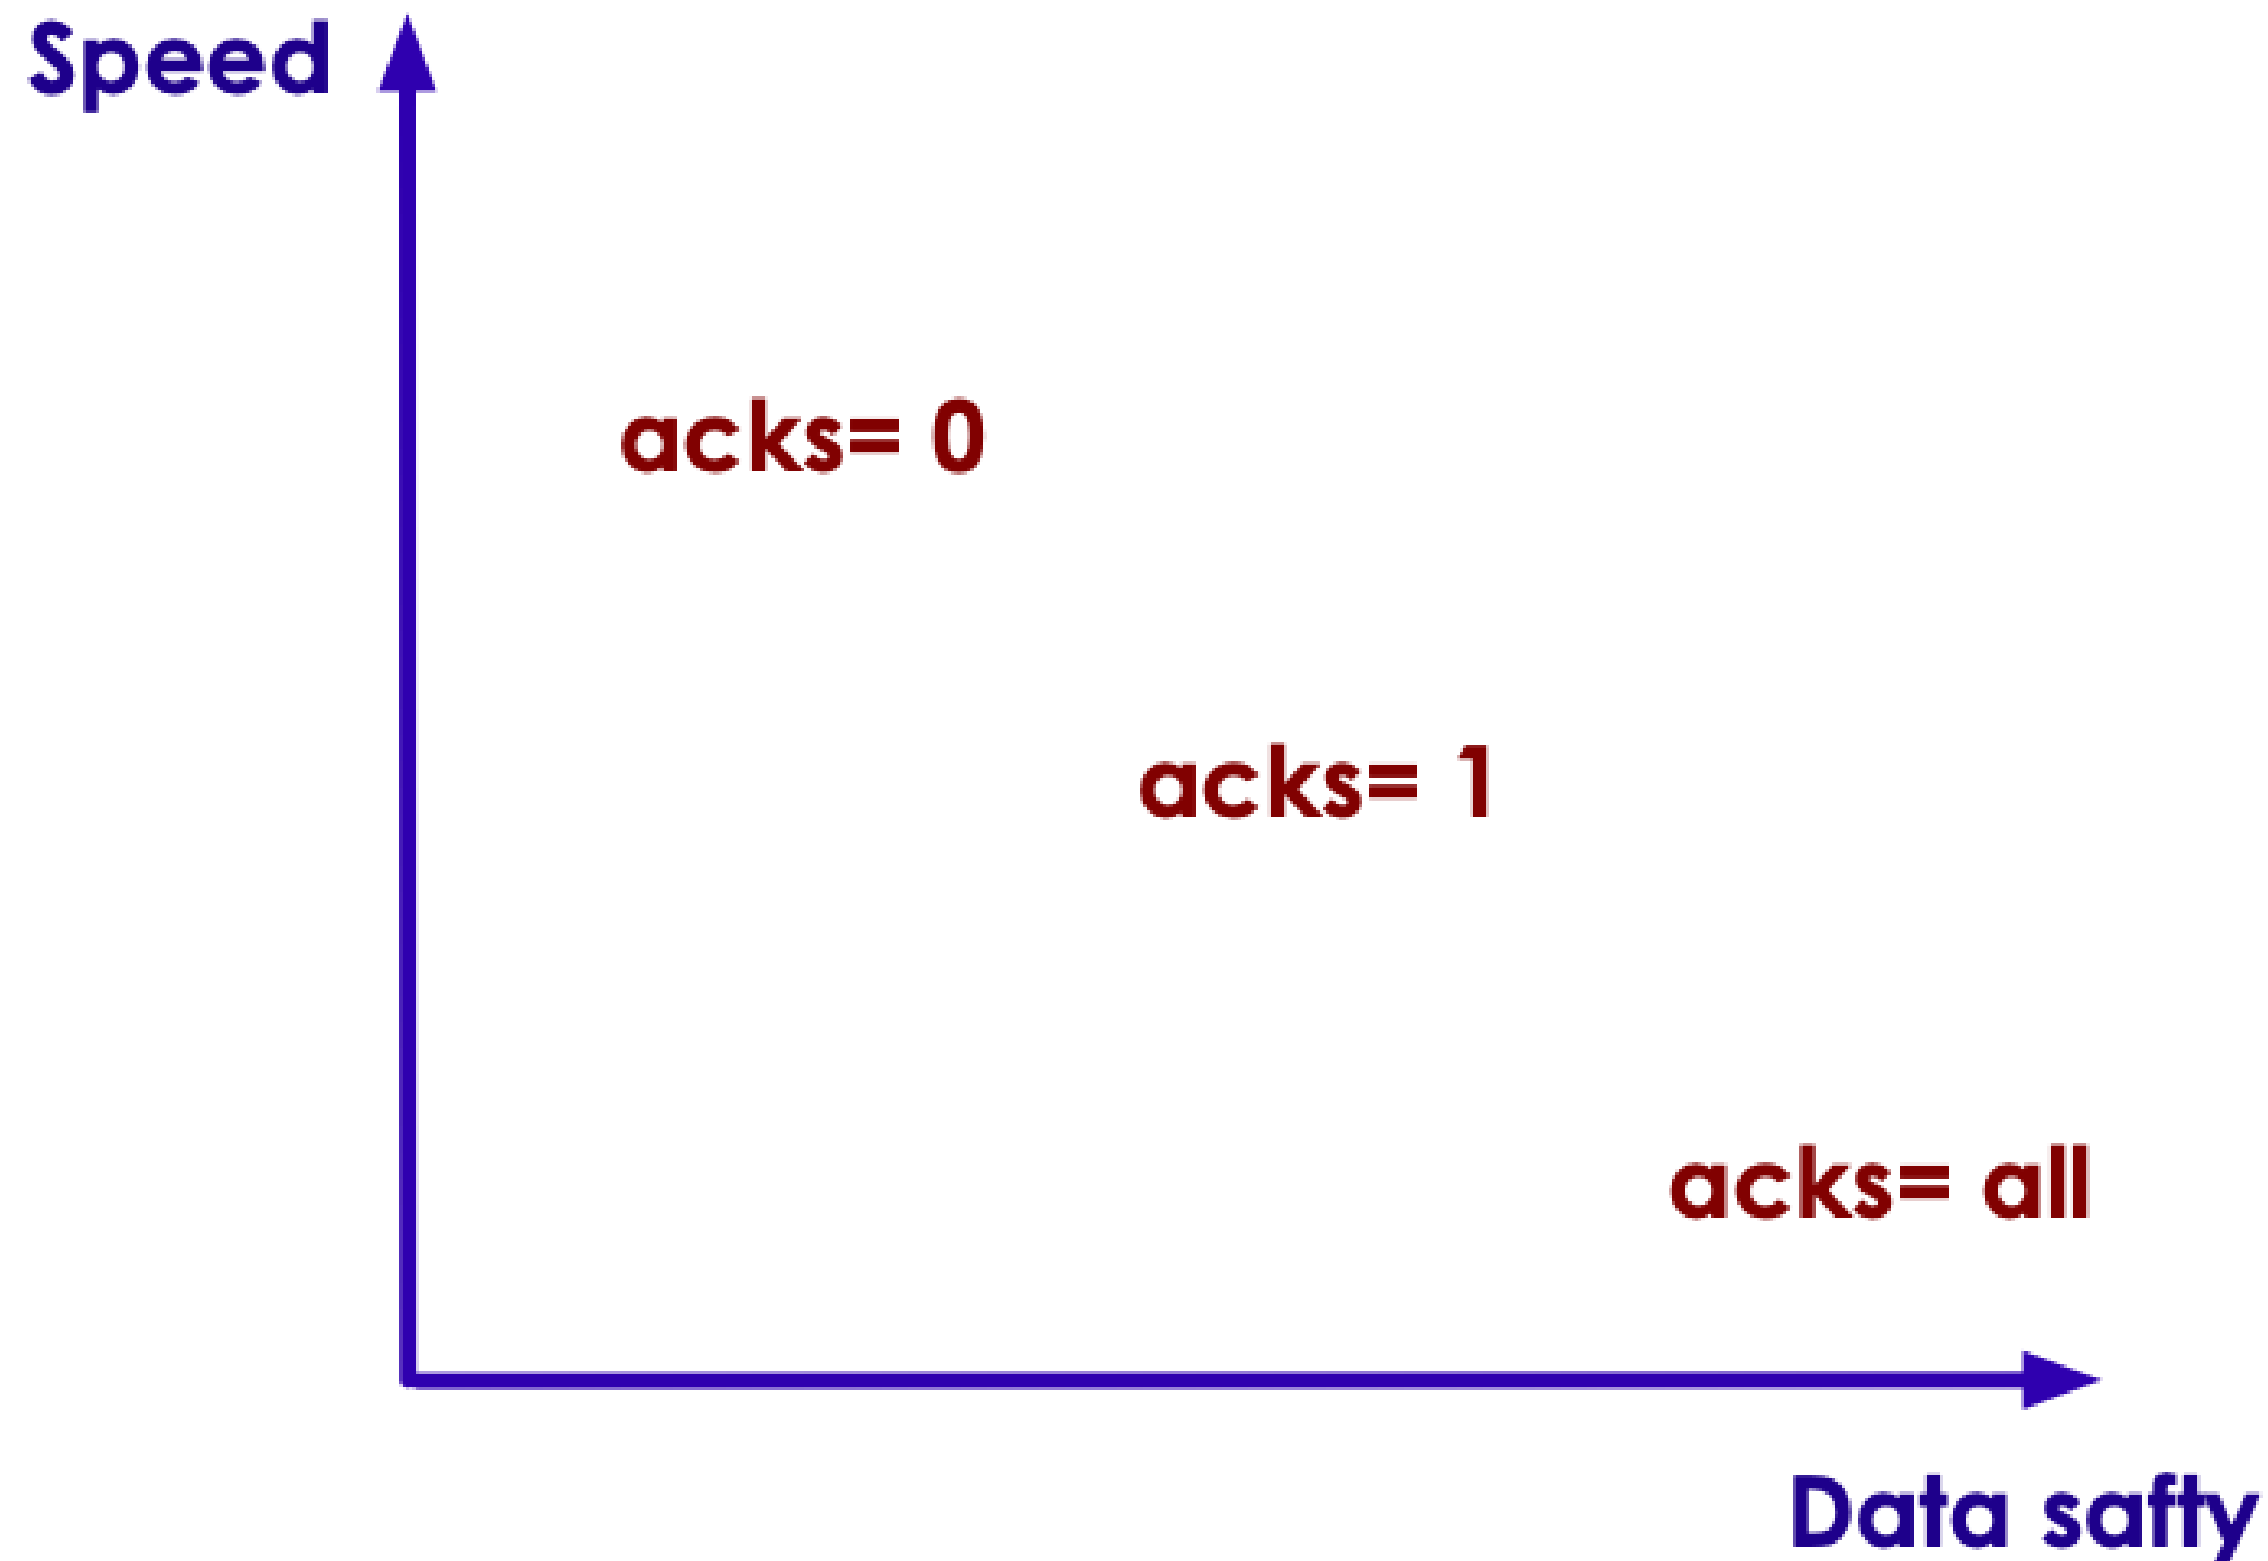 Speed
acks= 0
acks= 1
acks= all
Data safty